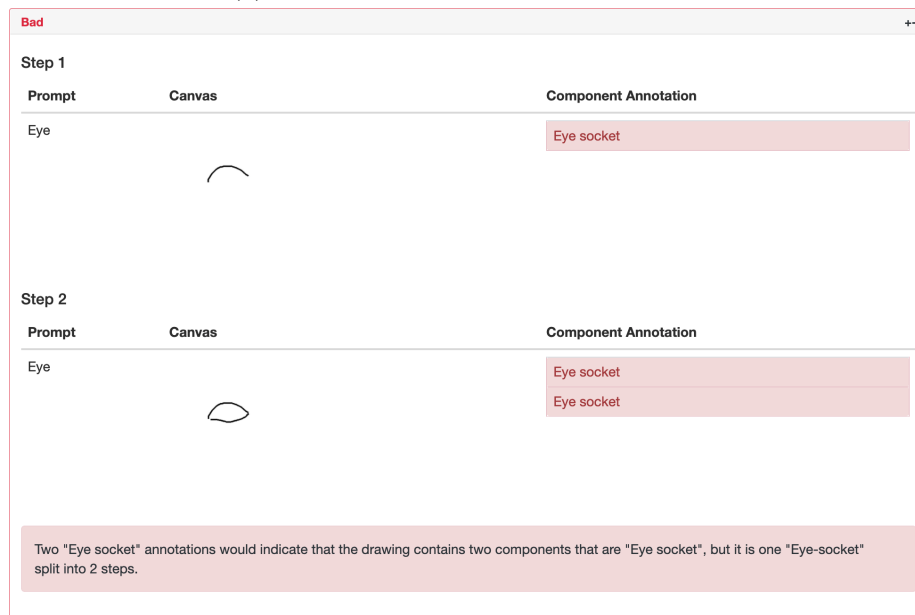 Bad
Step 1
Prompt Canvas Component Annotation
Eye Eye socket
Step 2
Prompt Canvas Component Annotation
Eye Eye socket
Eye socket
Two "Eye socket" annotations would indicate that the drawing contains two components that are "Eye socket", but it is one "Eye-socket"
split into 2 steps.